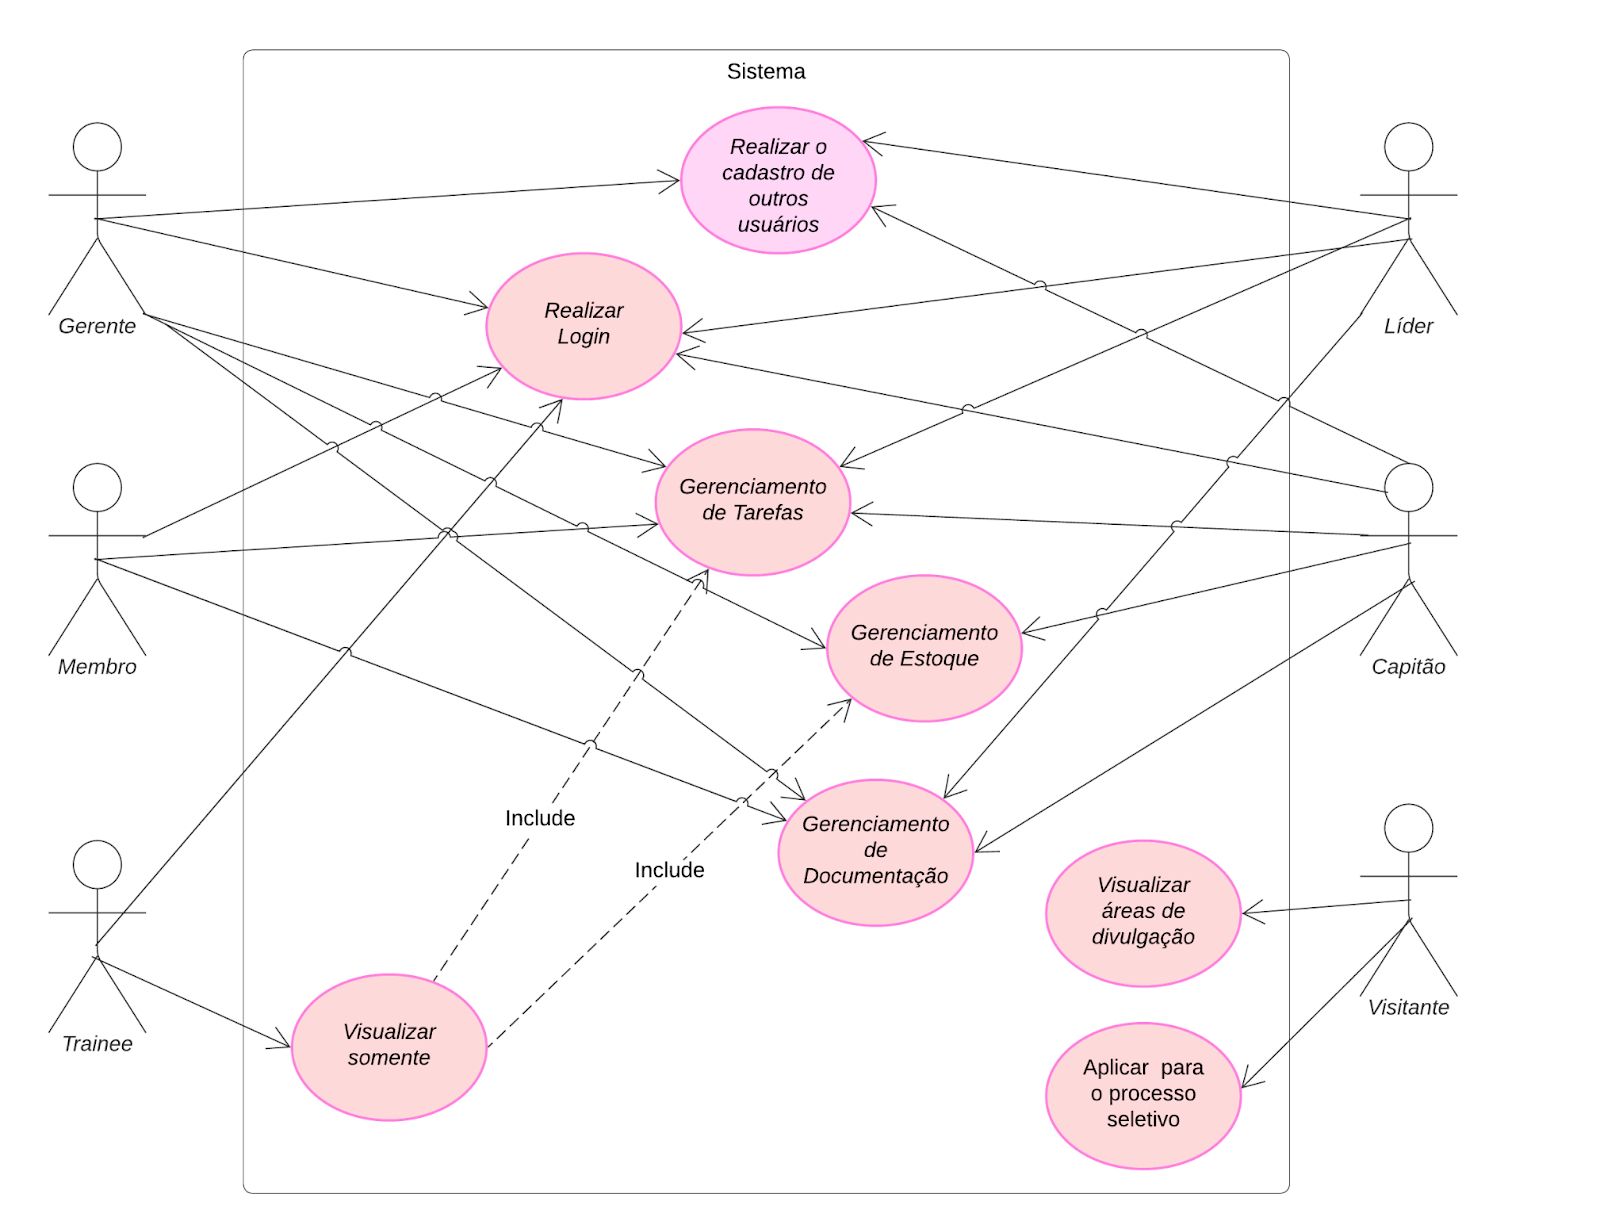 Sistema
Realizar o
cadastro de
outros
usuários
Realizar
Login
Gerente
Líder
Gerenciamento
de Tarefas
Gerenciamento
de Estoque
Membro
Capitão
Include
Include
Gerenciamento
de
Documentação
Visualizar
áreas de
divulgação
Visitante
Trainee
Visualizar
somente
Aplicar  para
o processo
seletivo